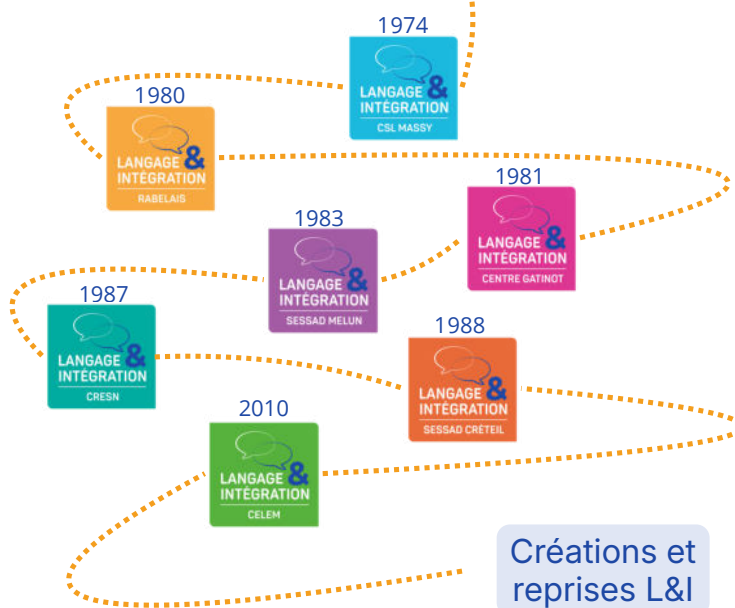 1974
LANGAGE &
INTÉGRATION
CSL MASSY
1980
LANGAGE &
INTÉGRATION
RABELAIS
1981
LANGAGE &
INTÉGRATION
CENTRE GATINOT
1983
LANGAGE &
INTÉGRATION
SESSAD MELUN
1987
LANGAGE &
INTÉGRATION
CRESN
1988
LANGAGE &
INTÉGRATION
SESSAD CRÉTEIL
2010
LANGAGE &
INTÉGRATION
CELEM
Créations et
reprises L&I